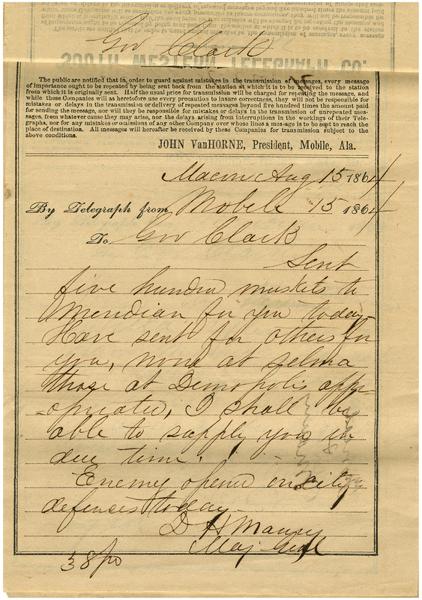 Gov Clark
SOUTH WESTERN TELEGRAPH CO.
The public are notified that in order to guard against mistakes in the transmission of messages, every message
of importance ought to be repeated by being sent back from the station at which it is to be received to the station
from which it is originally sent. Half the usual price for transmission will be charged for repeating the message, and
while these Companies will as heretofore use every precaution to insure correctness, they will not be responsible for
mistakes or delays in the transmission or delivery of repeated messages beyond five hundred times the amount paid
for sending the message, nor will they be responsible for mistakes or delays in the transmission of unrepeated messages
from whatever cause they may arise, nor for delays arising from interruptions in the workings of their Tele-
graphs, nor for any mistakes or omissions of any other Company over whose lines a message is to be sent to reach the
place of destination. All messages will hereafter be received by these Companies for transmission subject to the
above conditions.
JOHN VanHORNE, President, Mobile, Ala.
Macon Aug 15 1864
By Telegraph from Mobile 15 1864
To Gov Clark
Sent
five hundred muskets to
Meridian for you today
Have sent for others for
you, none at Selma
those at Demopolis appr
-opriated, I shall be
able to supply you in
due time.
Enemy opened on city
defenses today
D H Maury
Maj Genl
38 po